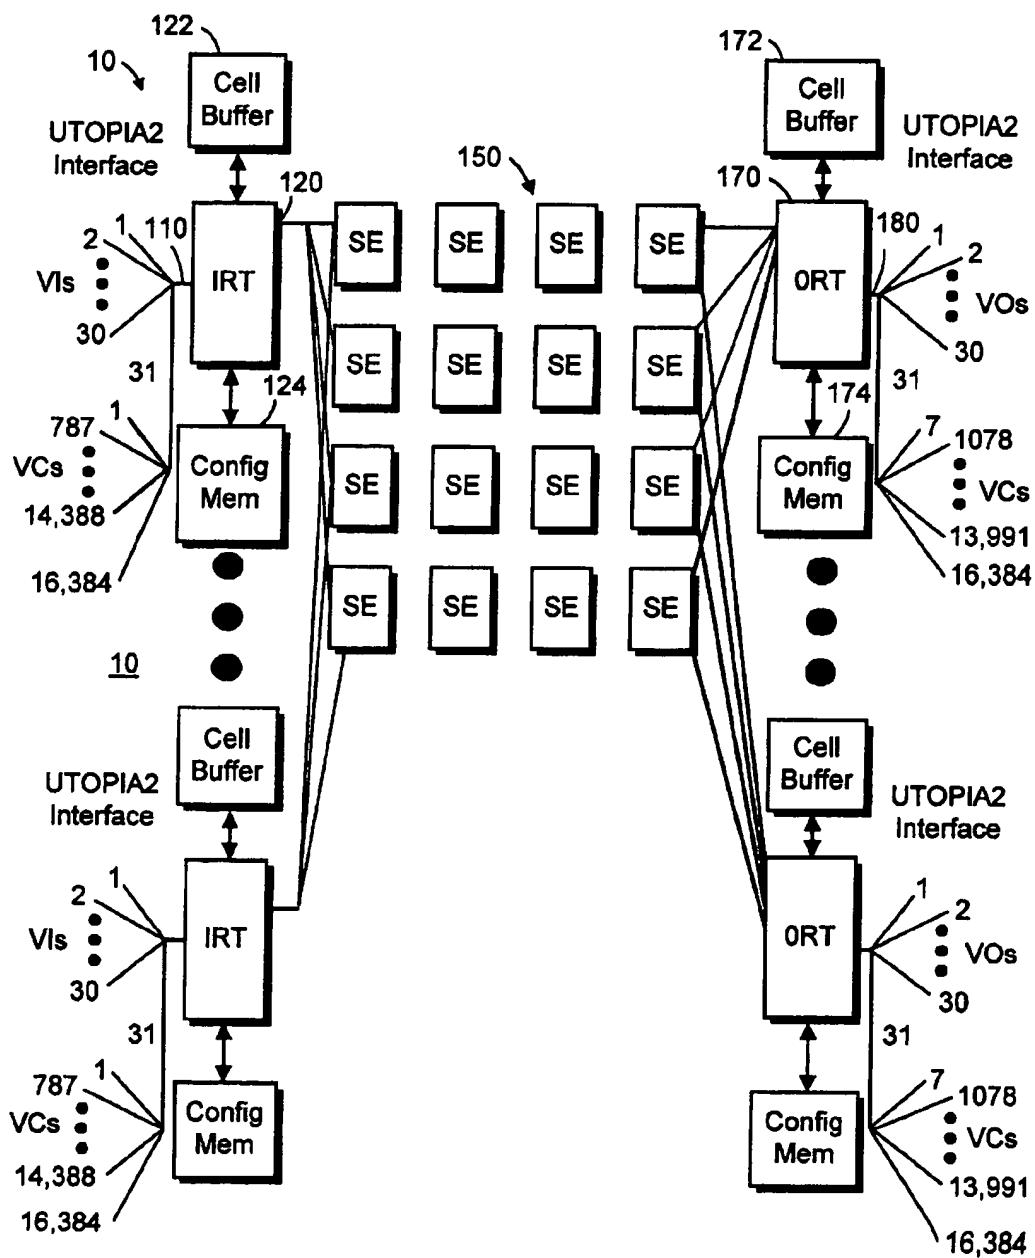 122
10
Cell
Buffer
UTOPIA2
Interface
120
150
172
Cell
Buffer
UTOPIA2
Interface
170
180
1
110
2
VIs
30
IRT
SE SE SE SE
0RT
1
2
VOs
30
31
124
SE SE SE SE
31
174
1
787
VCs
14,388
16,384
Config
Mem
SE SE SE SE
Config
Mem
7
1078
VCs
13,991
16,384
SE SE SE SE
10
Cell
Buffer
UTOPIA2
Interface
Cell
Buffer
UTOPIA2
Interface
1
2
VIs
30
IRT
0RT
1
2
VOs
30
31
31
1
787
VCs
14,388
16,384
Config
Mem
Config
Mem
7
1078
VCs
13,991
16,384